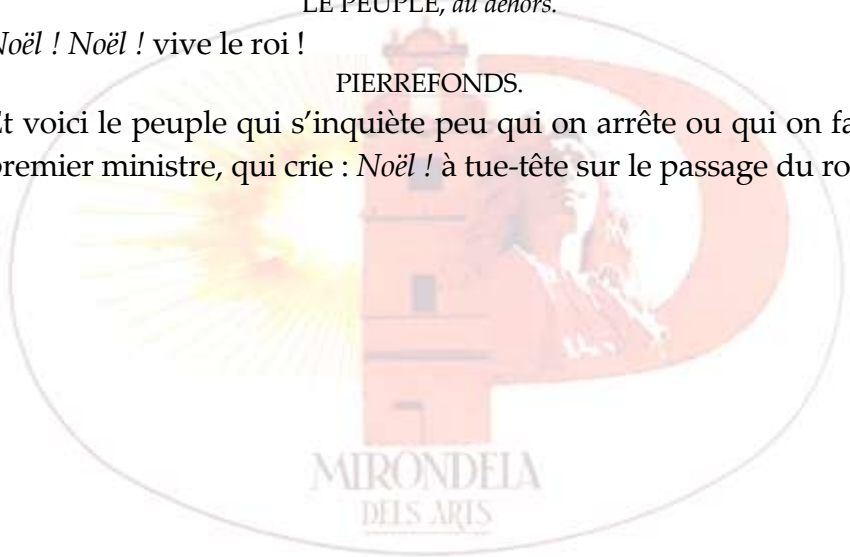 LE PEUPLE, au dehors.
Noël ! Noël ! vive le roi !
PIERREFONDS.
Et voici le peuple qui s’inquiète peu qui on arrête ou qui on fa
premier ministre, qui crie : Noël ! à tue-tête sur le passage du ro
MIRONDELA
DELS ARTS